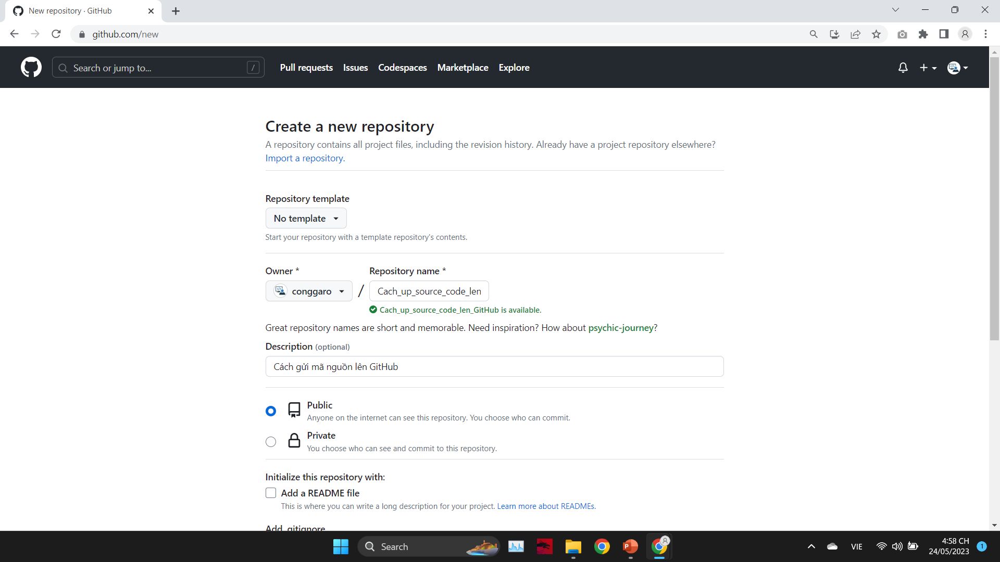 New repository · GitHub
github.com/new
Search or jump to...
/
Pull requests Issues Codespaces Marketplace Explore
Create a new repository
A repository contains all project files, including the revision history. Already have a project repository elsewhere?
Import a repository.
Repository template
No template
Start your repository with a template repository's contents.
Owner * Repository name *
conggaro / Cach_up_source_code_len
Cach_up_source_code_len_GitHub is available.
Great repository names are short and memorable. Need inspiration? How about psychic-journey?
Description (optional)
Cách gửi mã nguồn lên GitHub
Public
Anyone on the internet can see this repository. You choose who can commit.
Private
You choose who can see and commit to this repository.
Initialize this repository with:
Add a README file
This is where you can write a long description for your project. Learn more about READMEs.
Add .gitignore
Search
P
VIE
4:58 CH
24/05/2023
1